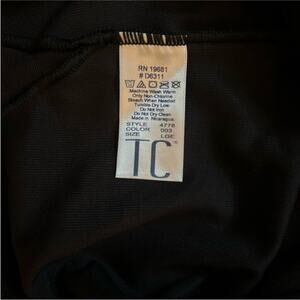 RN 19681
# D6311
Machine Wash Warm
Only Non-Chlorine
Bleach When Needed
Tumble Dry Low
Do Not Iron
Do Not Dry Clean
Made in Nicaragua
STYLE 4778
COLOR 003
SIZE LGE
TC®